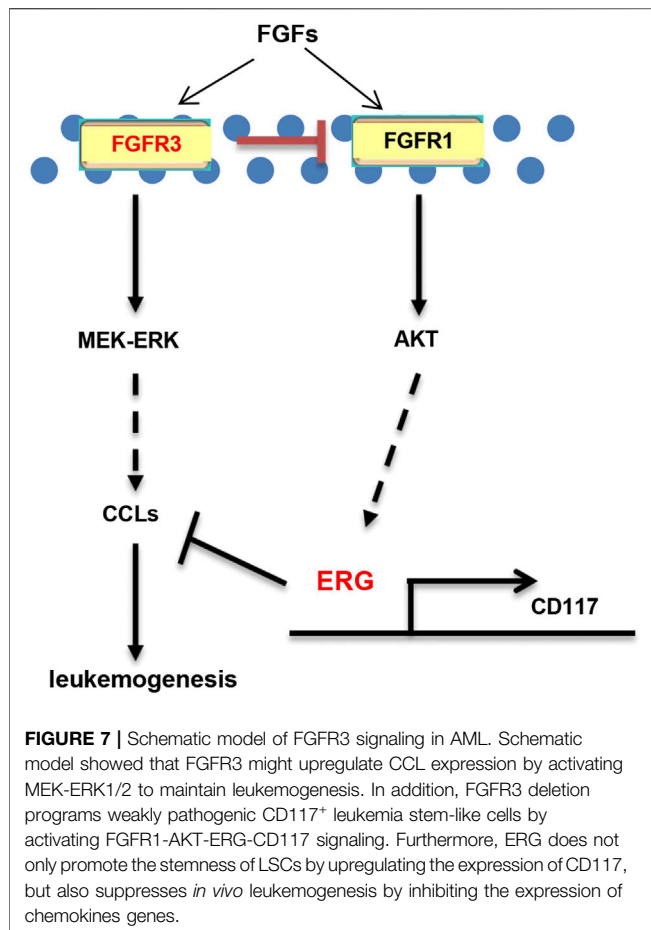 FGFs
FGFR3
FGFR1
MEK-ERK
AKT
CCLs
ERG
CD117
leukemogenesis
FIGURE 7 | Schematic model of FGFR3 signaling in AML. Schematic
model showed that FGFR3 might upregulate CCL expression by activating
MEK-ERK1/2 to maintain leukemogenesis. In addition, FGFR3 deletion
programs weakly pathogenic CD117⁺ leukemia stem-like cells by
activating FGFR1-AKT-ERG-CD117 signaling. Furthermore, ERG does not
only promote the stemness of LSCs by upregulating the expression of CD117,
but also suppresses in vivo leukemogenesis by inhibiting the expression of
chemokines genes.